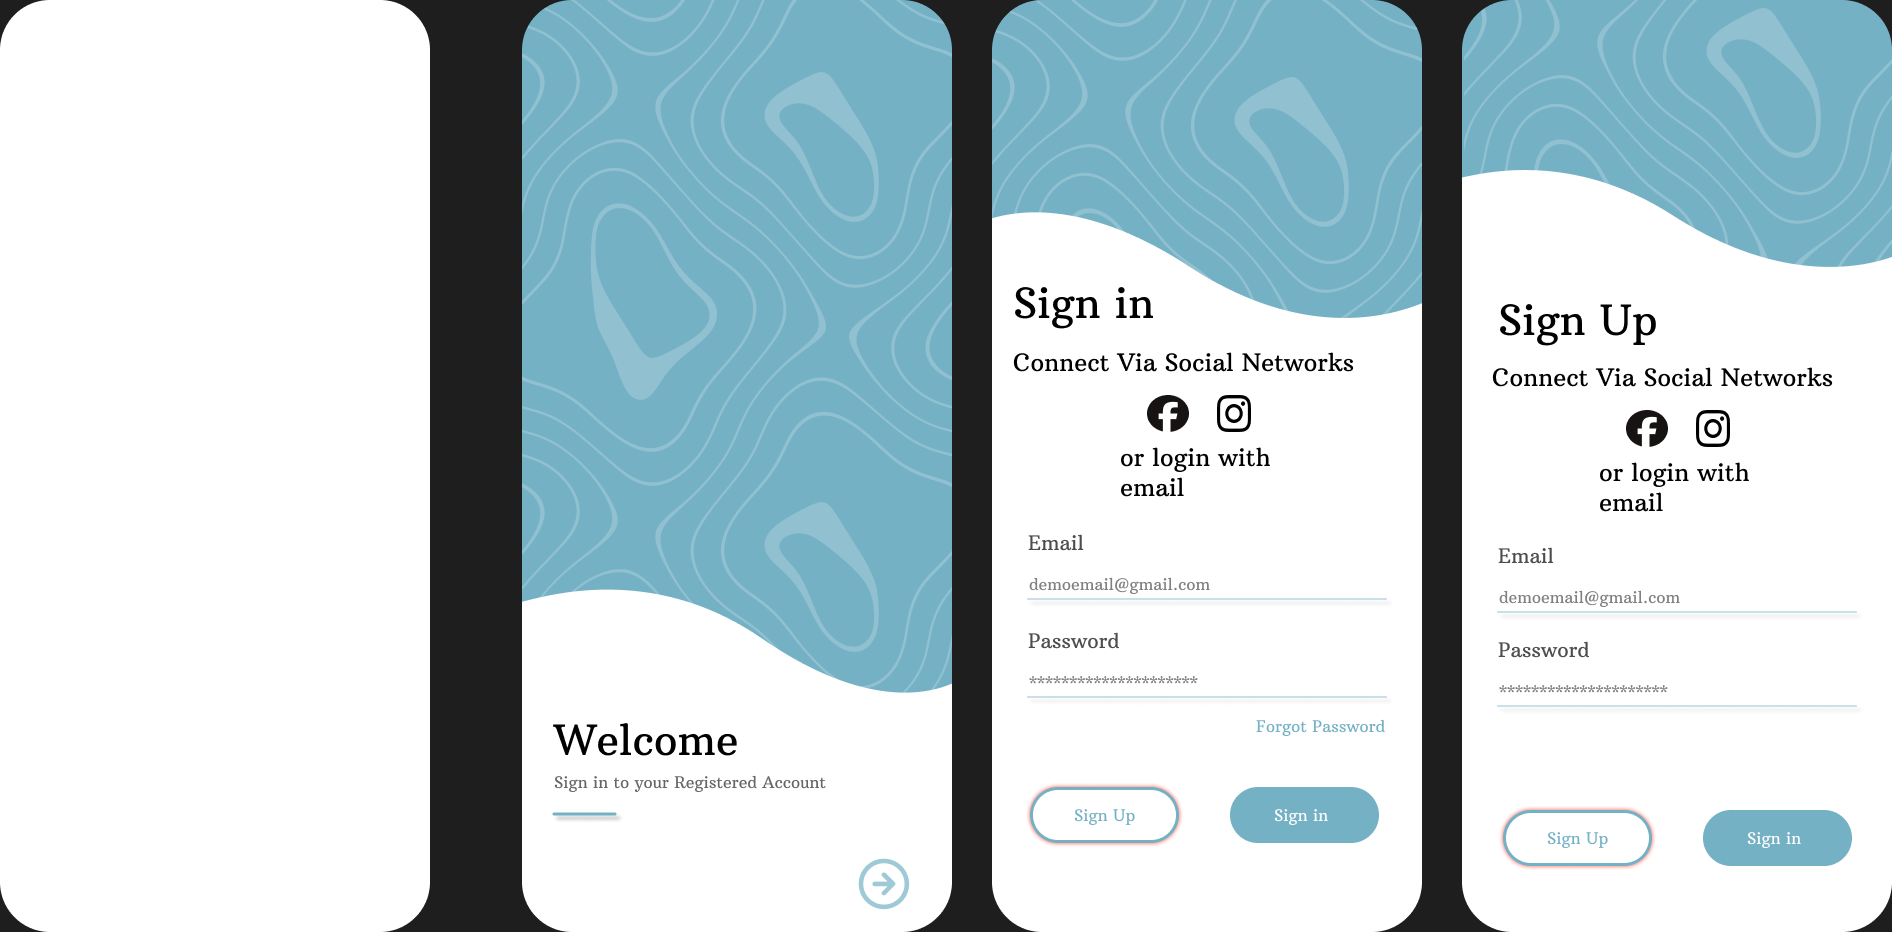 Welcome
Sign in to your Registered Account
Sign in
Connect Via Social Networks
or login with
email
Email
demoemail@gmail.com
Password
*********************
Forgot Password
Sign Up
Sign in
Sign Up
Connect Via Social Networks
or login with
email
Email
demoemail@gmail.com
Password
*********************
Sign Up
Sign in